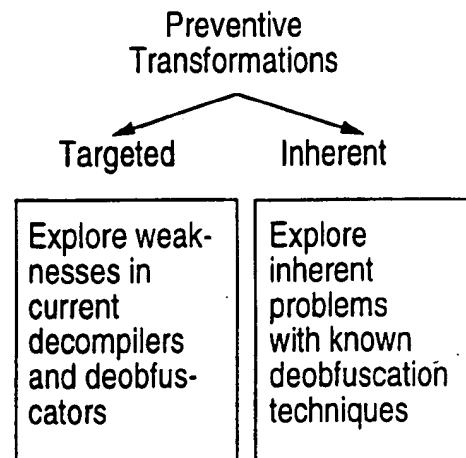 Preventive
Transformations
Targeted
Inherent
Explore weak-
nesses in
current
decompilers
and deobfus-
cators
Explore
inherent
problems
with known
deobfuscation
techniques